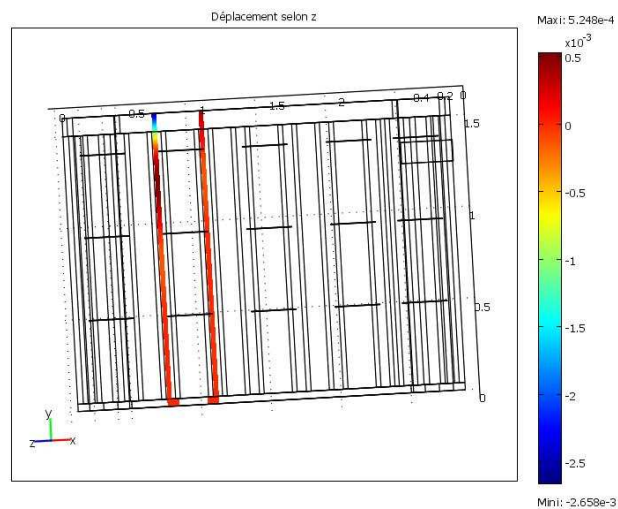 Déplacement selon z
Maxi: 5.248e-4
x10⁻³
0.5
0
-0.5
-1
-1.5
-2
-2.5
Mini: -2.658e-3
0 0.5 1 1.5 2 0.4 0.2 0
1.5
1
0.5
0
y
z x